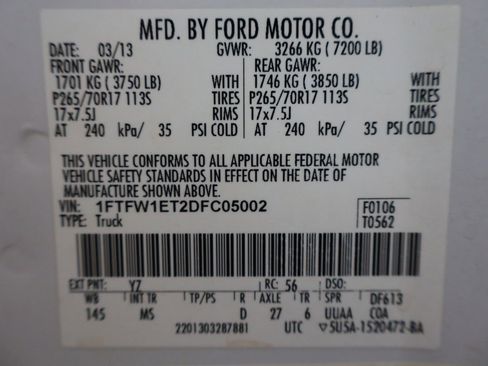 MFD. BY FORD MOTOR CO.
DATE: 03/13 GVWR: 3266 KG ( 7200 LB)
FRONT GAWR: REAR GAWR:
1701 KG ( 3750 LB) WITH 1746 KG ( 3850 LB) WITH
P265/70R17 113S TIRES P265/70R17 113S TIRES
17x7.5J RIMS 17x7.5J RIMS
AT 240 kPa/ 35 PSI COLD AT 240 kPa/ 35 PSI COLD
THIS VEHICLE CONFORMS TO ALL APPLICABLE FEDERAL MOTOR
VEHICLE SAFETY STANDARDS IN EFFECT ON THE DATE OF
MANUFACTURE SHOWN ABOVE.
VIN: 1FTFW1ET2DFC05002 F0106
TYPE: Truck T0562
EXT PNT: Y7 RC: 56 DSO:
WB INT TR TP/PS R AXLE TR SPR DF613
145 MS D 27 6 UUAA COA
2201303287881 UTC ▽5U5A-1520472-BA